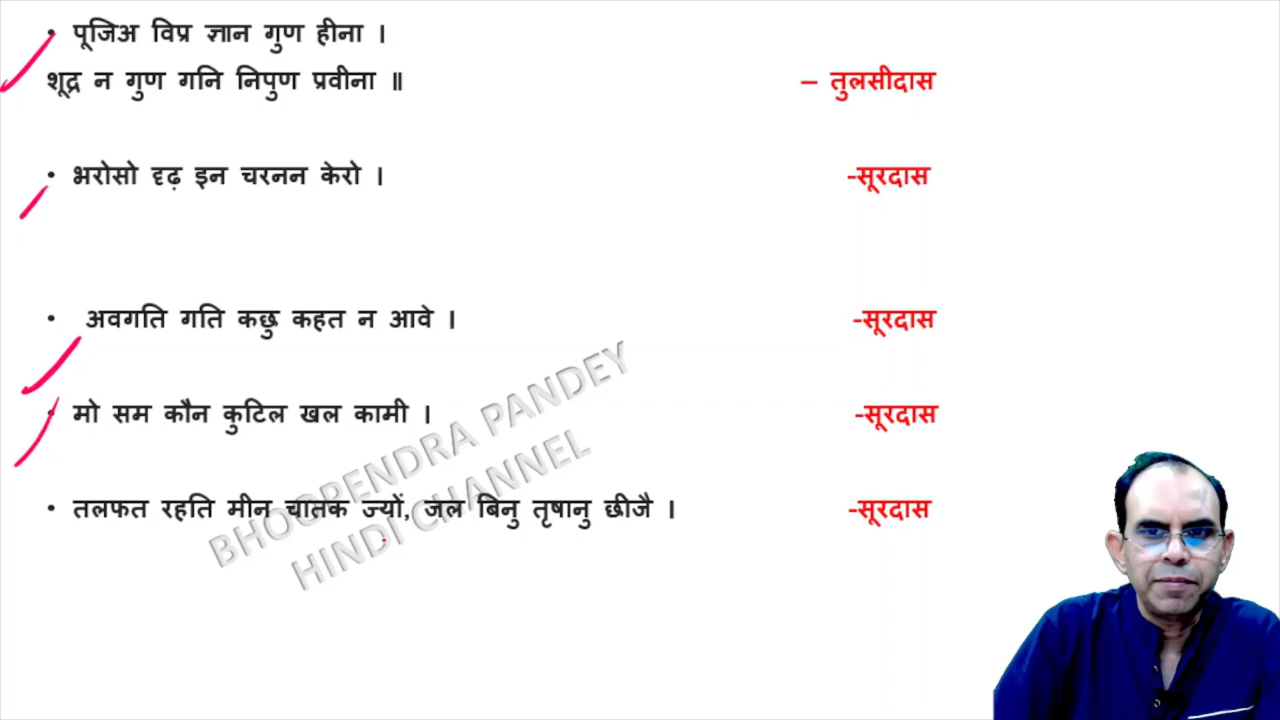 • पूजिअ विप्र ज्ञान गुण हीना ।
शूद्र न गुण गनि निपुण प्रवीना ॥ – तुलसीदास
• भरोसो दृढ़ इन चरनन केरो । -सूरदास
• अवगति गति कछु कहत न आवे । -सूरदास
• मो सम कौन कुटिल खल कामी । -सूरदास
• तलफत रहति मीन चातक ज्यों, जल बिनु तृषानु छीजै । -सूरदास
BHOOPENDRA PANDEY
HINDI CHANNEL